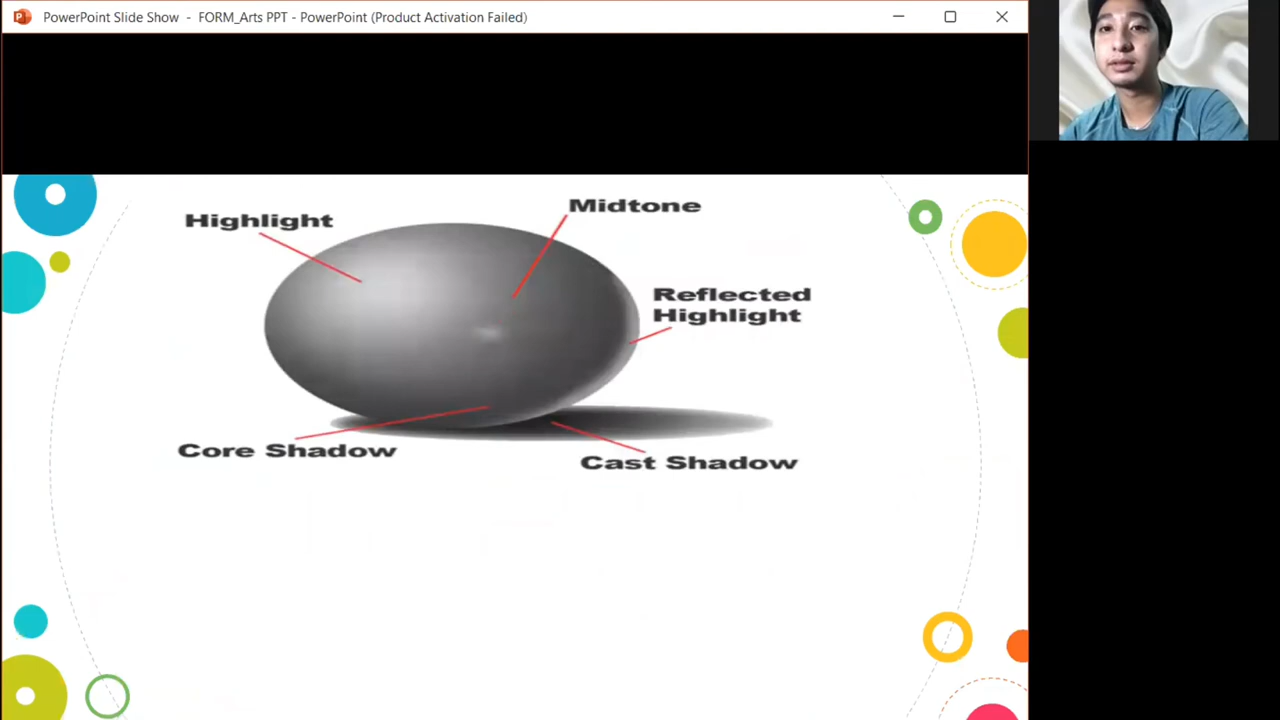 PowerPoint Slide Show - FORM_Arts PPT - PowerPoint (Product Activation Failed)
Highlight
Midtone
Reflected
Highlight
Core Shadow
Cast Shadow